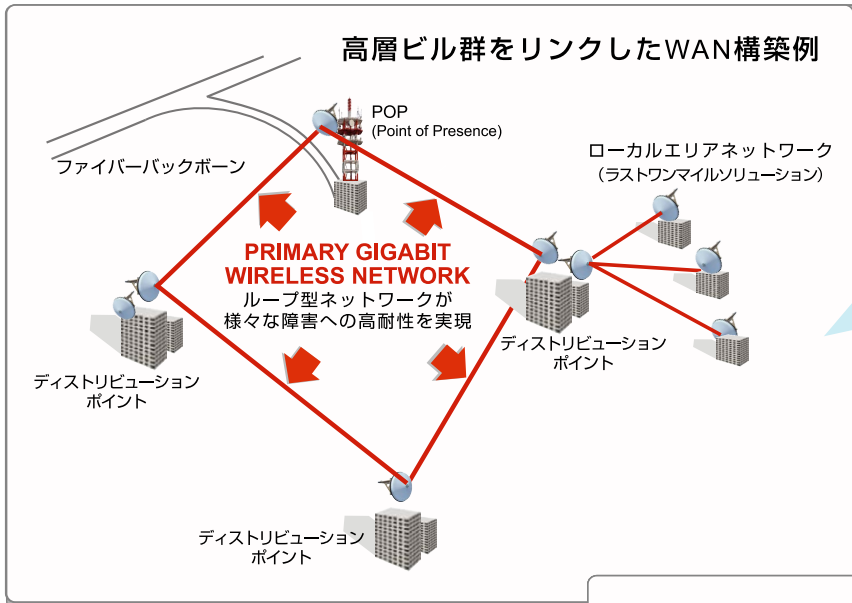 高層ビル群をリンクしたWAN構築例
POP
(Point of Presence)
ファイバーバックボーン
ローカルエリアネットワーク
（ラストワンマイルソリューション）
PRIMARY GIGABIT
WIRELESS NETWORK
ループ型ネットワークが
様々な障害への高耐性を実現
ディストリビューション
ポイント
ディストリビューション
ポイント
ディストリビューション
ポイント